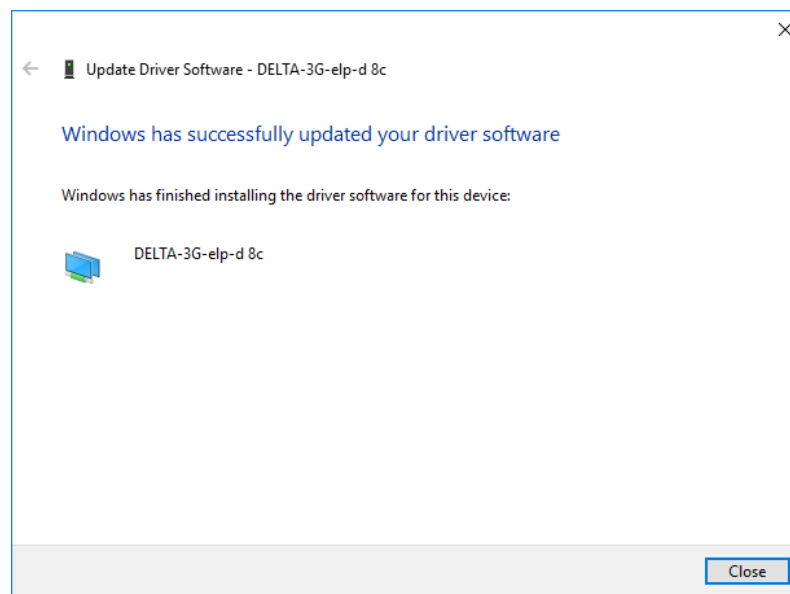 Update Driver Software - DELTA-3G-elp-d 8c
Windows has successfully updated your driver software
Windows has finished installing the driver software for this device:
DELTA-3G-elp-d 8c
Close